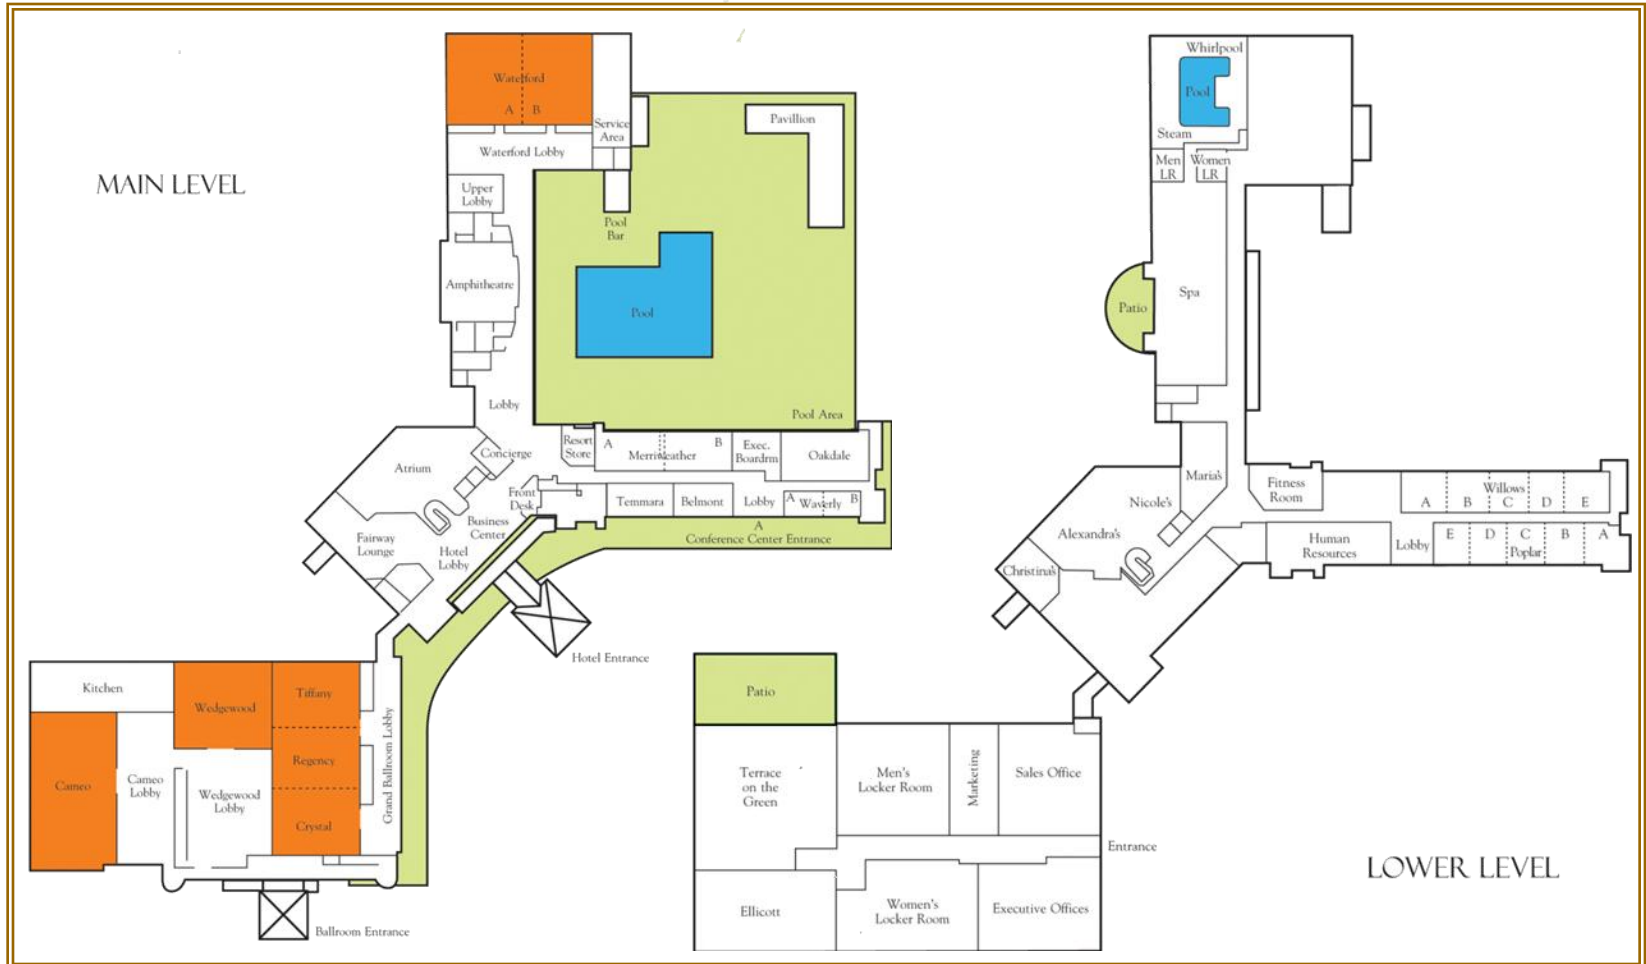 MAIN LEVEL
Waterford
A B
Service
Area
Waterford Lobby
Upper
Lobby
Pavillion
Pool
Bar
Amphitheatre
Pool
Lobby
Pool Area
Resort
Store
A
Merriweather
B
Exec.
Boardrm
Oakdale
Concierge
Atrium
Front
Desk
Temmara
Belmont
Lobby
A
Waverly
B
Business
Center
A
Conference Center Entrance
Fairway
Lounge
Hotel
Lobby
Hotel Entrance
Kitchen
Wedgewood
Tiffany
Regency
Crystal
Grand Ballroom Lobby
Cameo
Cameo
Lobby
Wedgewood
Lobby
Ballroom Entrance
Whirlpool
Pool
Steam
Men
LR
Women
LR
Patio
Spa
Maria's
Nicole's
Fitness
Room
Willows
A B C D E
Alexandra's
Christina's
Human
Resources
Lobby
E D C B A
Poplar
Patio
Terrace
on the
Green
Men's
Locker Room
Marketing
Sales Office
Entrance
Ellicott
Women's
Locker Room
Executive Offices
LOWER LEVEL